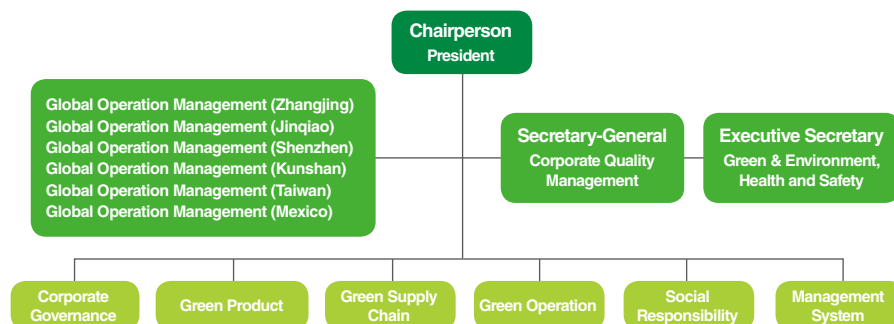 Chairperson
President
Global Operation Management (Zhangjing)
Global Operation Management (Jinqiao)
Global Operation Management (Shenzhen)
Global Operation Management (Kunshan)
Global Operation Management (Taiwan)
Global Operation Management (Mexico)
Secretary-General
Corporate Quality
Management
Executive Secretary
Green & Environment,
Health and Safety
Corporate
Governance
Green Product
Green Supply
Chain
Green Operation
Social
Responsibility
Management
System